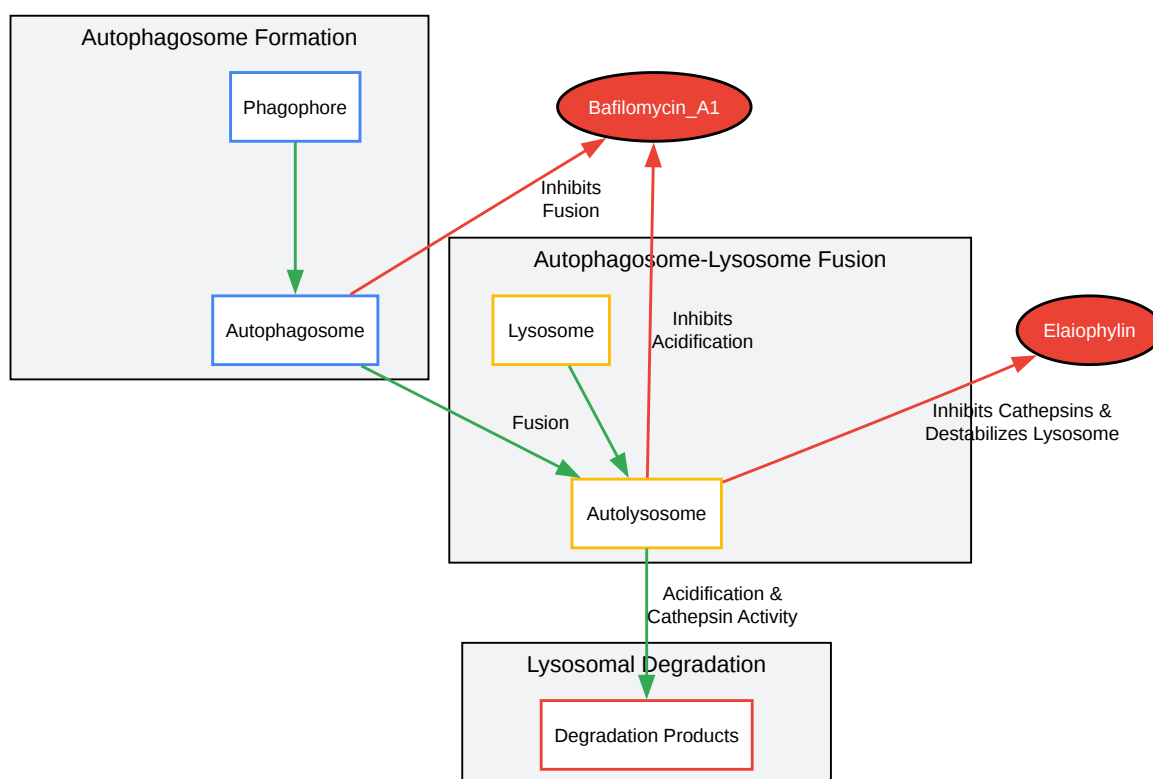 Autophagosome Formation
Phagophore
Bafilomycin_A1
Inhibits
Fusion
Autophagosome-Lysosome Fusion
Autophagosome
Lysosome
Inhibits
Acidification
Elaiophylin
Fusion
Inhibits Cathepsins &
Destabilizes Lysosome
Autolysosome
Acidification &
Cathepsin Activity
Lysosomal Degradation
Degradation Products